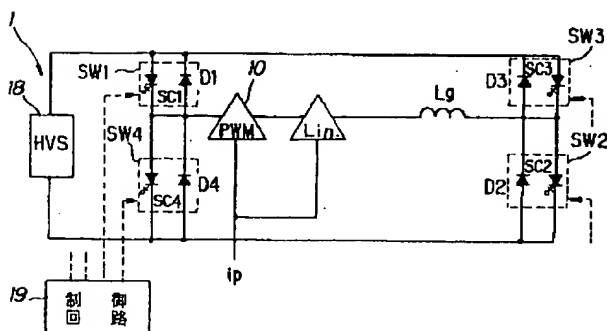 1
18
HVS
SW1
SC1
D1
10
PWM
Lin.
Lg
D3
SC3
SW3
SW4
SC4
D4
D2
SC2
SW2
ip
19
制 御
回 路